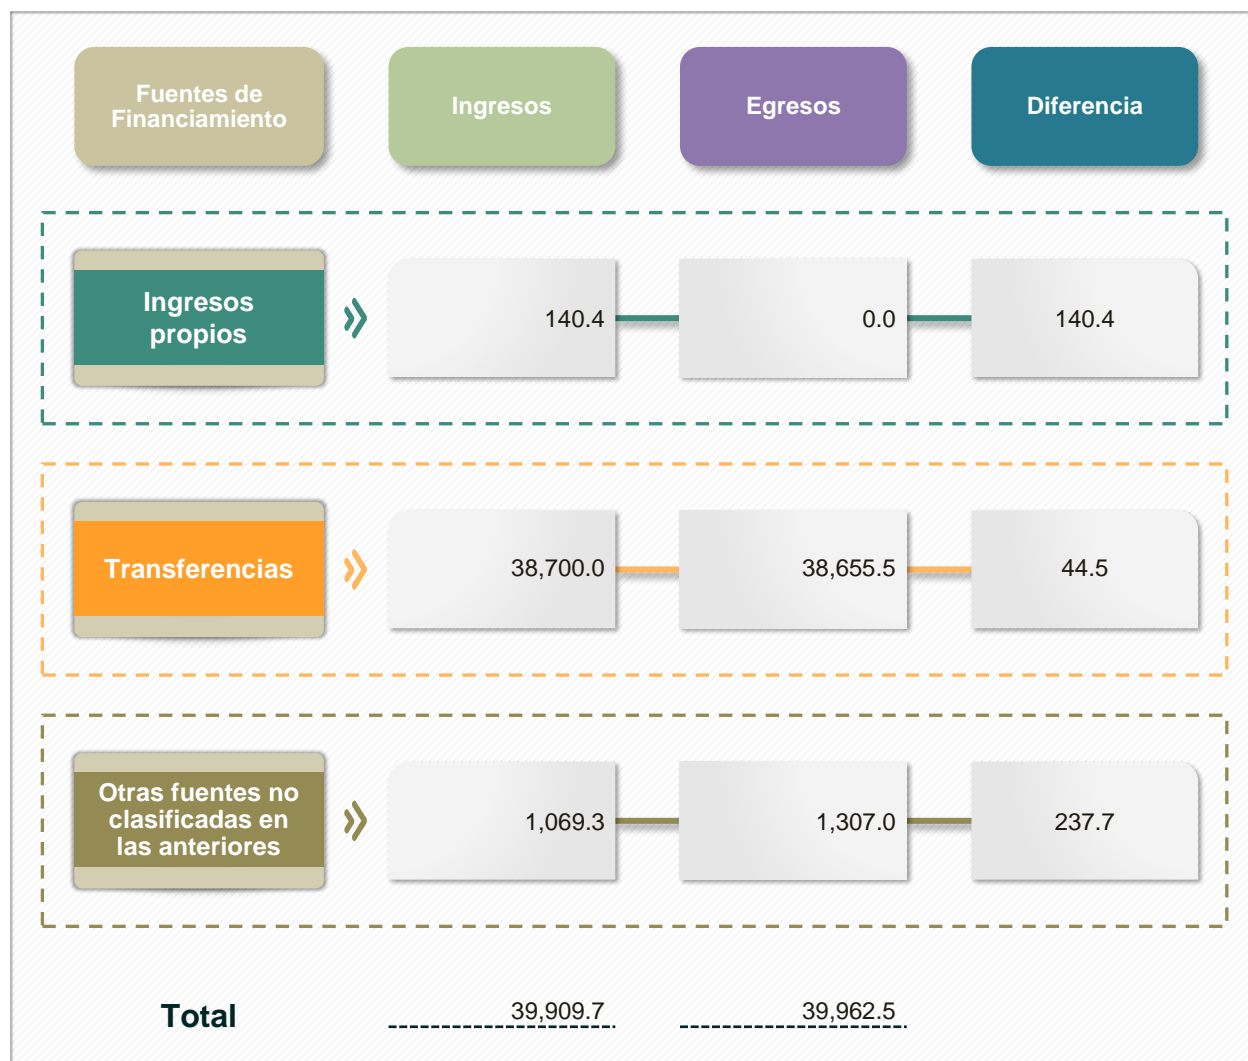 Fuentes de
Financiamiento
Ingresos
Egresos
Diferencia
Ingresos
propios
140.4
0.0
140.4
Transferencias
38,700.0
38,655.5
44.5
Otras fuentes no
clasificadas en
las anteriores
1,069.3
1,307.0
237.7
Total
39,909.7
39,962.5